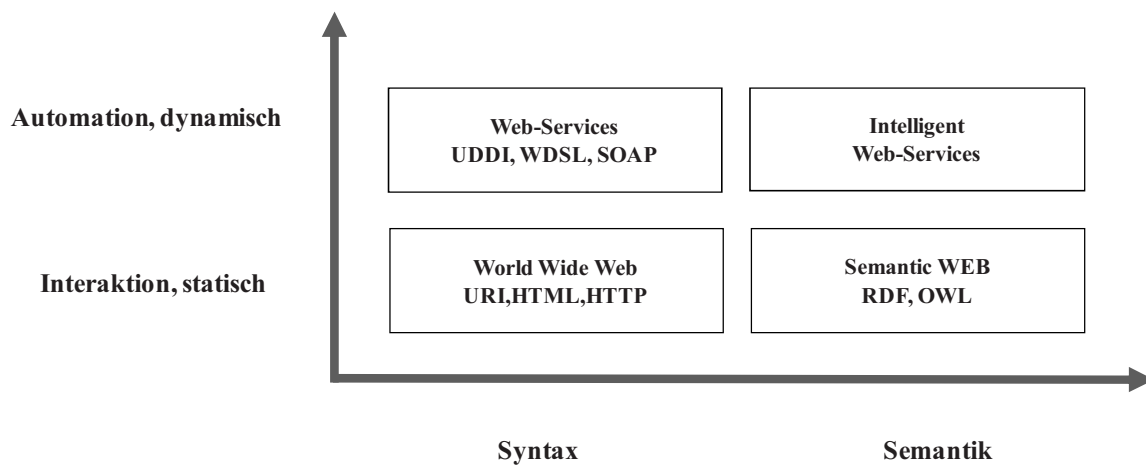 Automation, dynamisch
Web-Services
UDDI, WDSL, SOAP
Intelligent
Web-Services
Interaktion, statisch
World Wide Web
URI,HTML,HTTP
Semantic WEB
RDF, OWL
Syntax
Semantik